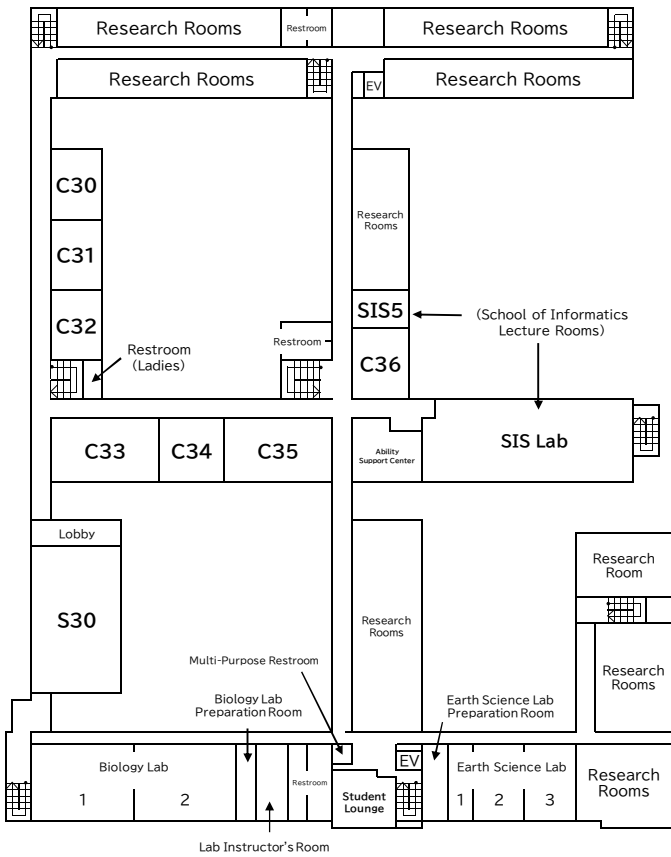 Research Rooms
Restroom
Research Rooms
Research Rooms
EV
Research Rooms
C30
C31
C32
Research
Rooms
SIS5
(School of Informatics
Lecture Rooms)
Restroom
(Ladies)
Restroom
C36
C33
C34
C35
Ability
Support Center
SIS Lab
Lobby
S30
Research
Rooms
Research
Room
Research
Rooms
Multi-Purpose Restroom
Biology Lab
Preparation Room
Earth Science Lab
Preparation Room
Biology Lab
1
2
Restroom
EV
Student
Lounge
Earth Science Lab
1
2
3
Research
Rooms
Lab Instructor's Room